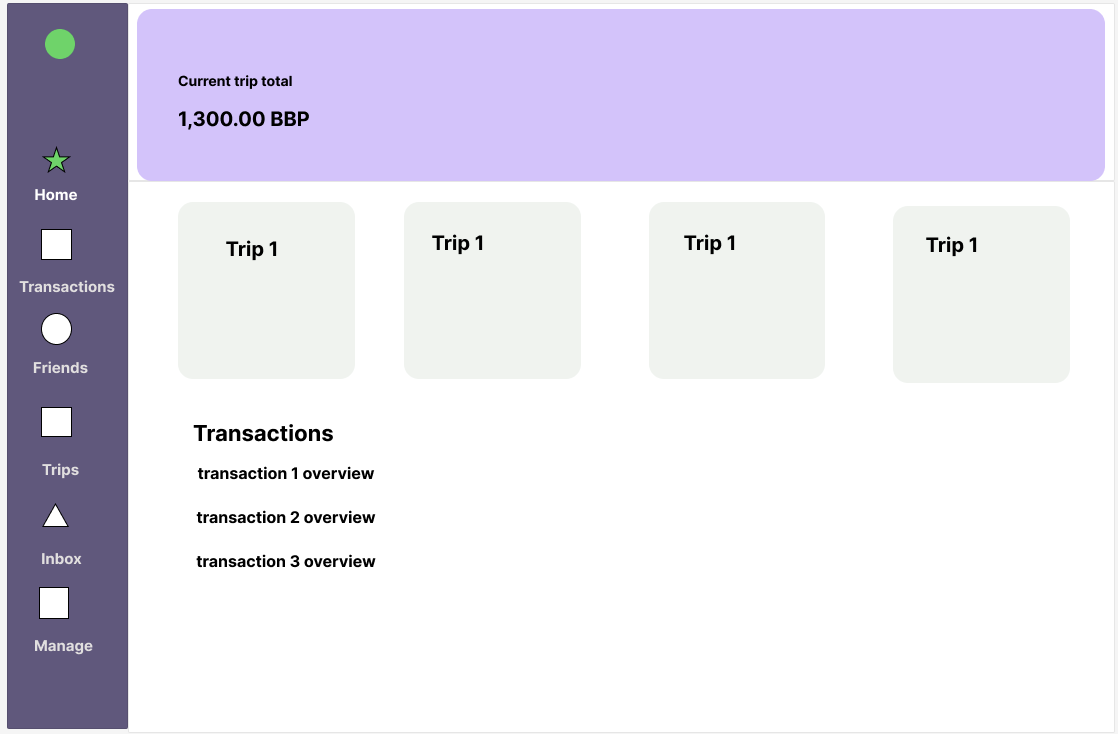 Current trip total
1,300.00 BBP
Home
Transactions
Friends
Trips
Inbox
Manage
Trip 1
Trip 1
Trip 1
Trip 1
Transactions
transaction 1 overview
transaction 2 overview
transaction 3 overview